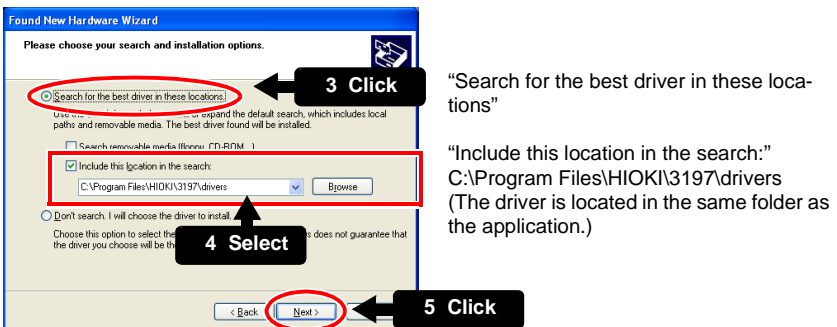 Found New Hardware Wizard
Please choose your search and installation options.
3 Click
Search for the best driver in these locations.
expand the default search, which includes local
paths and removable media. The best driver found will be installed.
Search removable media (floppy, CD-ROM...)
Include this location in the search:
C:\Program Files\HIOKI\3197\drivers
Browse
Don't search. I will choose the driver to install.
Choose this option to select the
s does not guarantee that
the driver you choose will be the
4 Select
< Back
Next >
5 Click
“Search for the best driver in these loca-
tions”
“Include this location in the search:”
C:\Program Files\HIOKI\3197\drivers
(The driver is located in the same folder as
the application.)